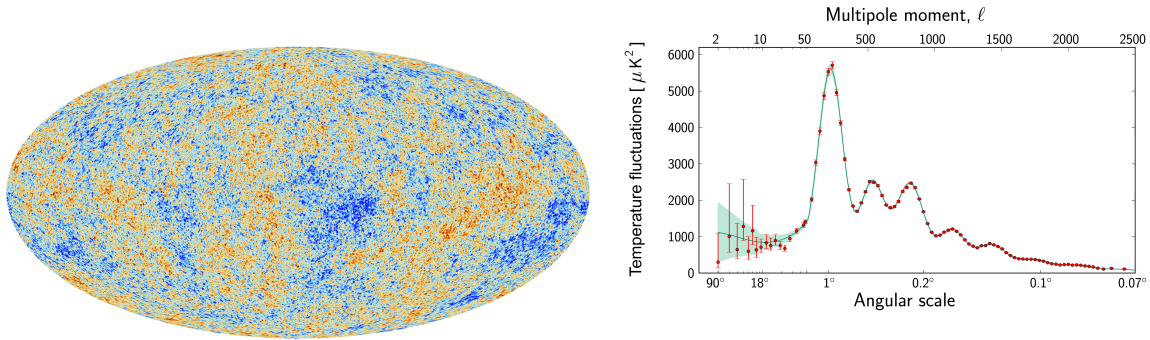 Multipole moment, ℓ
2 10 50 500 1000 1500 2000 2500
Temperature fluctuations [ μ K² ]
6000
5000
4000
3000
2000
1000
0
90° 18° 1° 0.2° 0.1° 0.07°
Angular scale